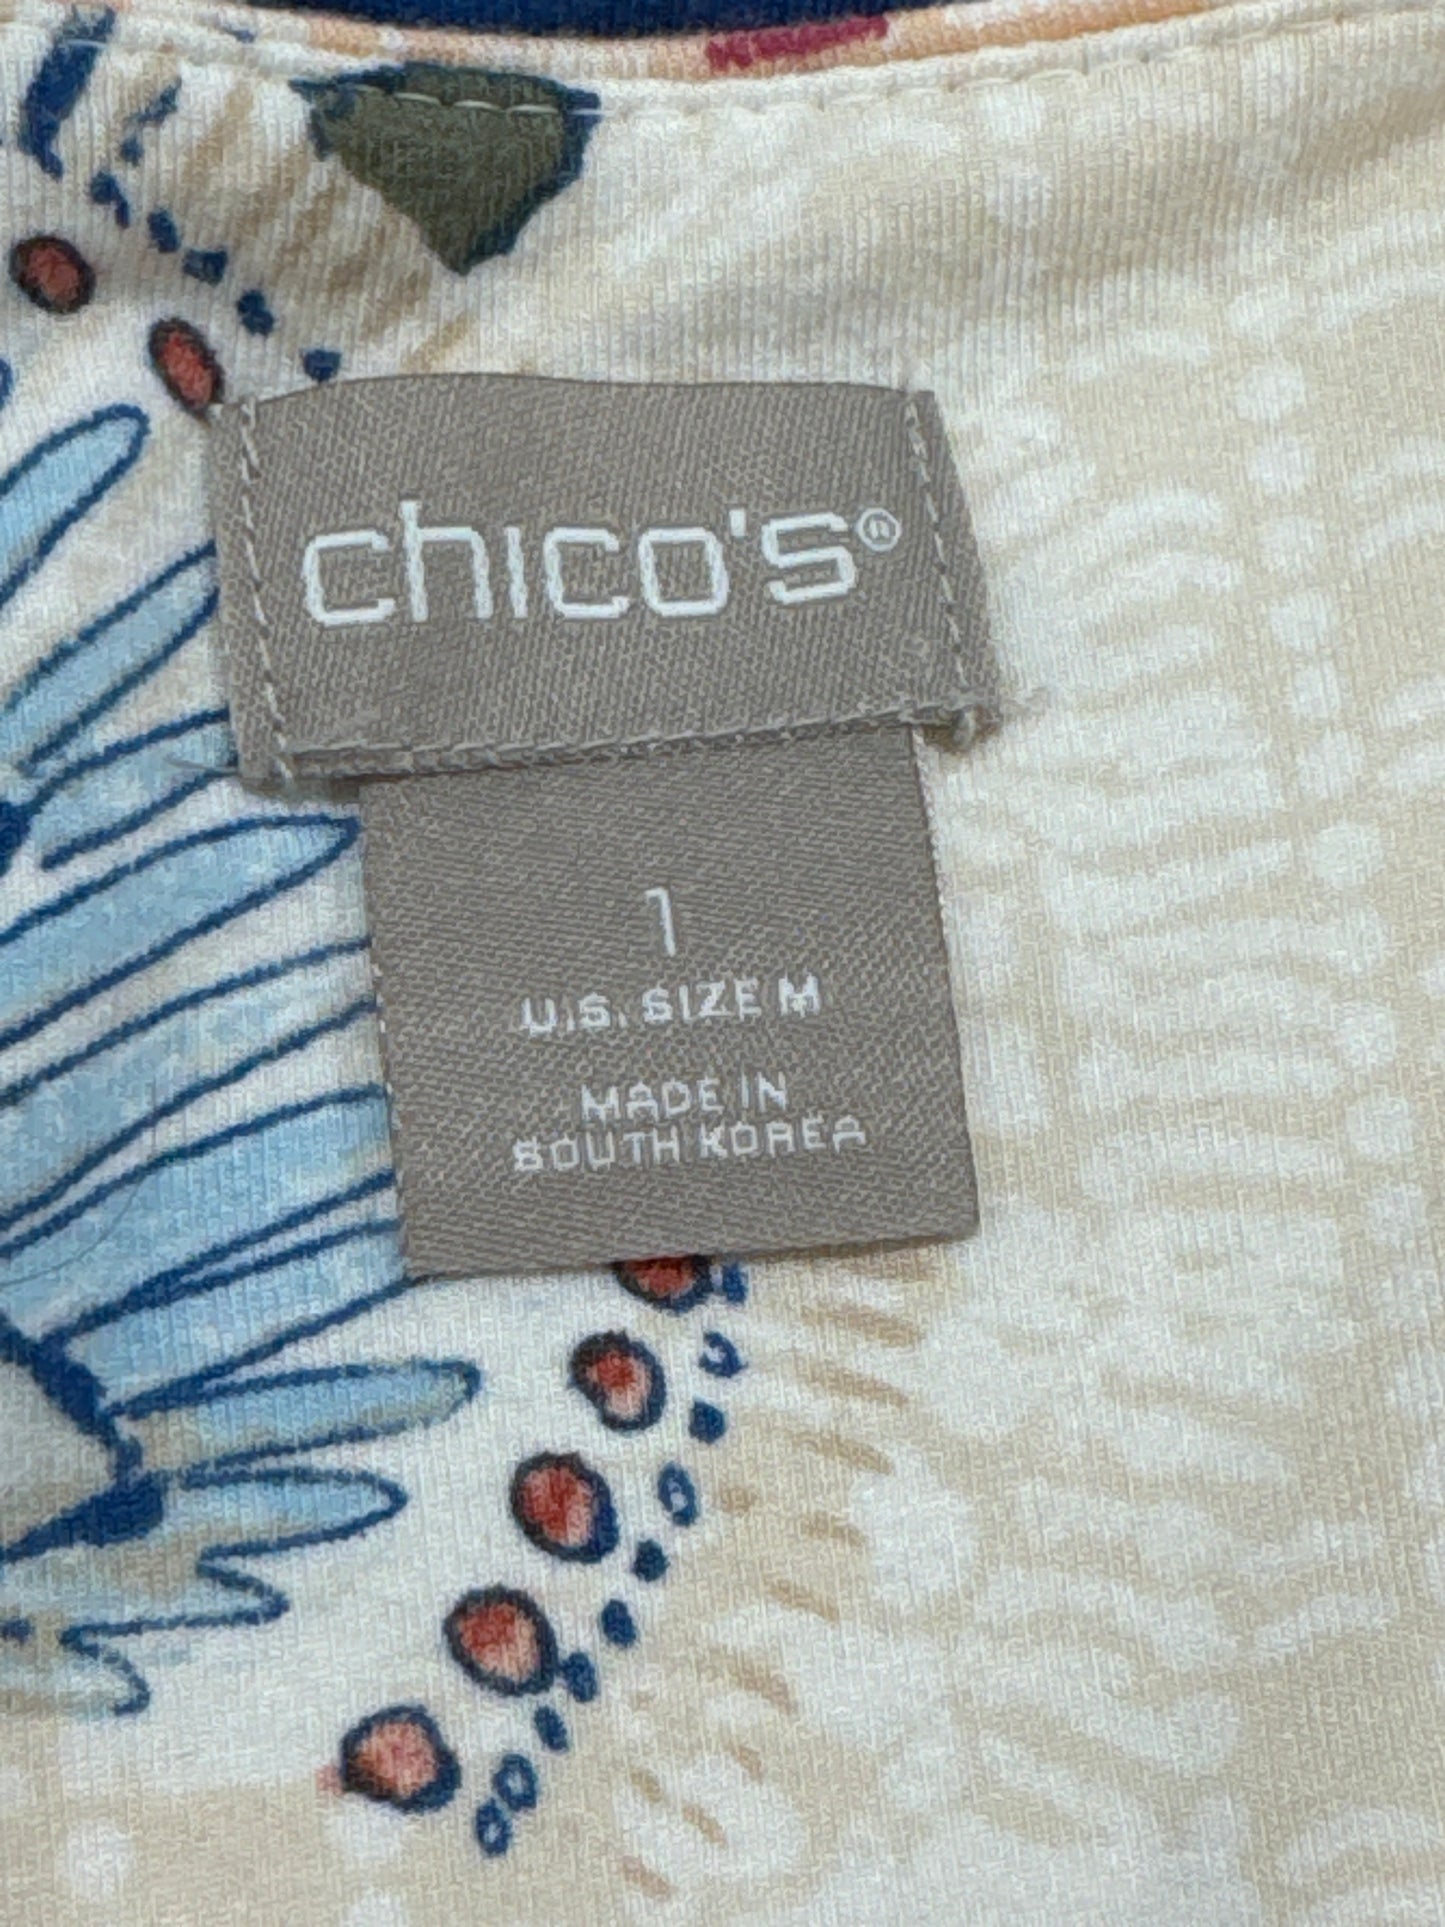 chico's®
1
U.S. SIZE M
MADE IN
SOUTH KOREA